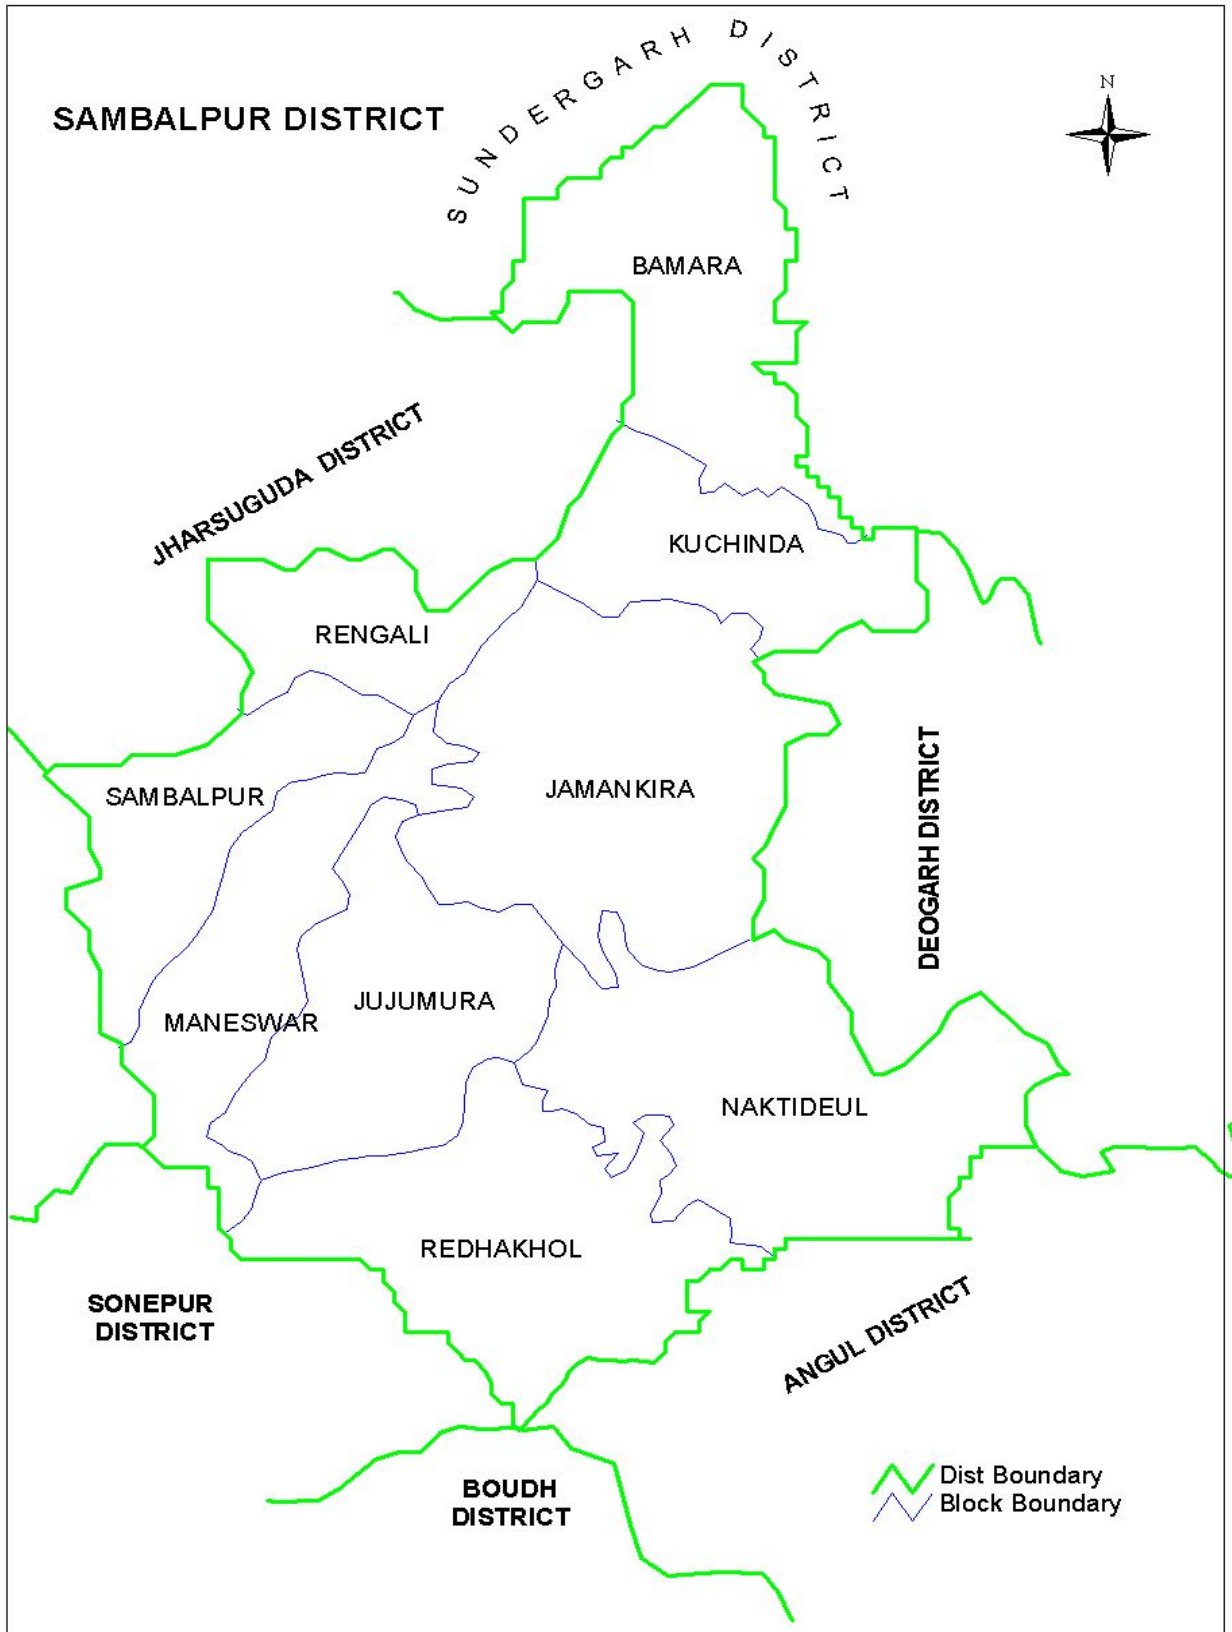 SUNDERGARH DISTRICT
SAMBALPUR DISTRICT
N
BAMARA
JHARSUGUDA DISTRICT
KUCHINDA
RENGALI
SAMBALPUR
JAMANKIRA
DEOGARH DISTRICT
MANESWAR
JUJUMURA
NAKTIDEUL
REDHAKHOL
SONEPUR
DISTRICT
ANGUL DISTRICT
BOUDH
DISTRICT
Dist Boundary
Block Boundary